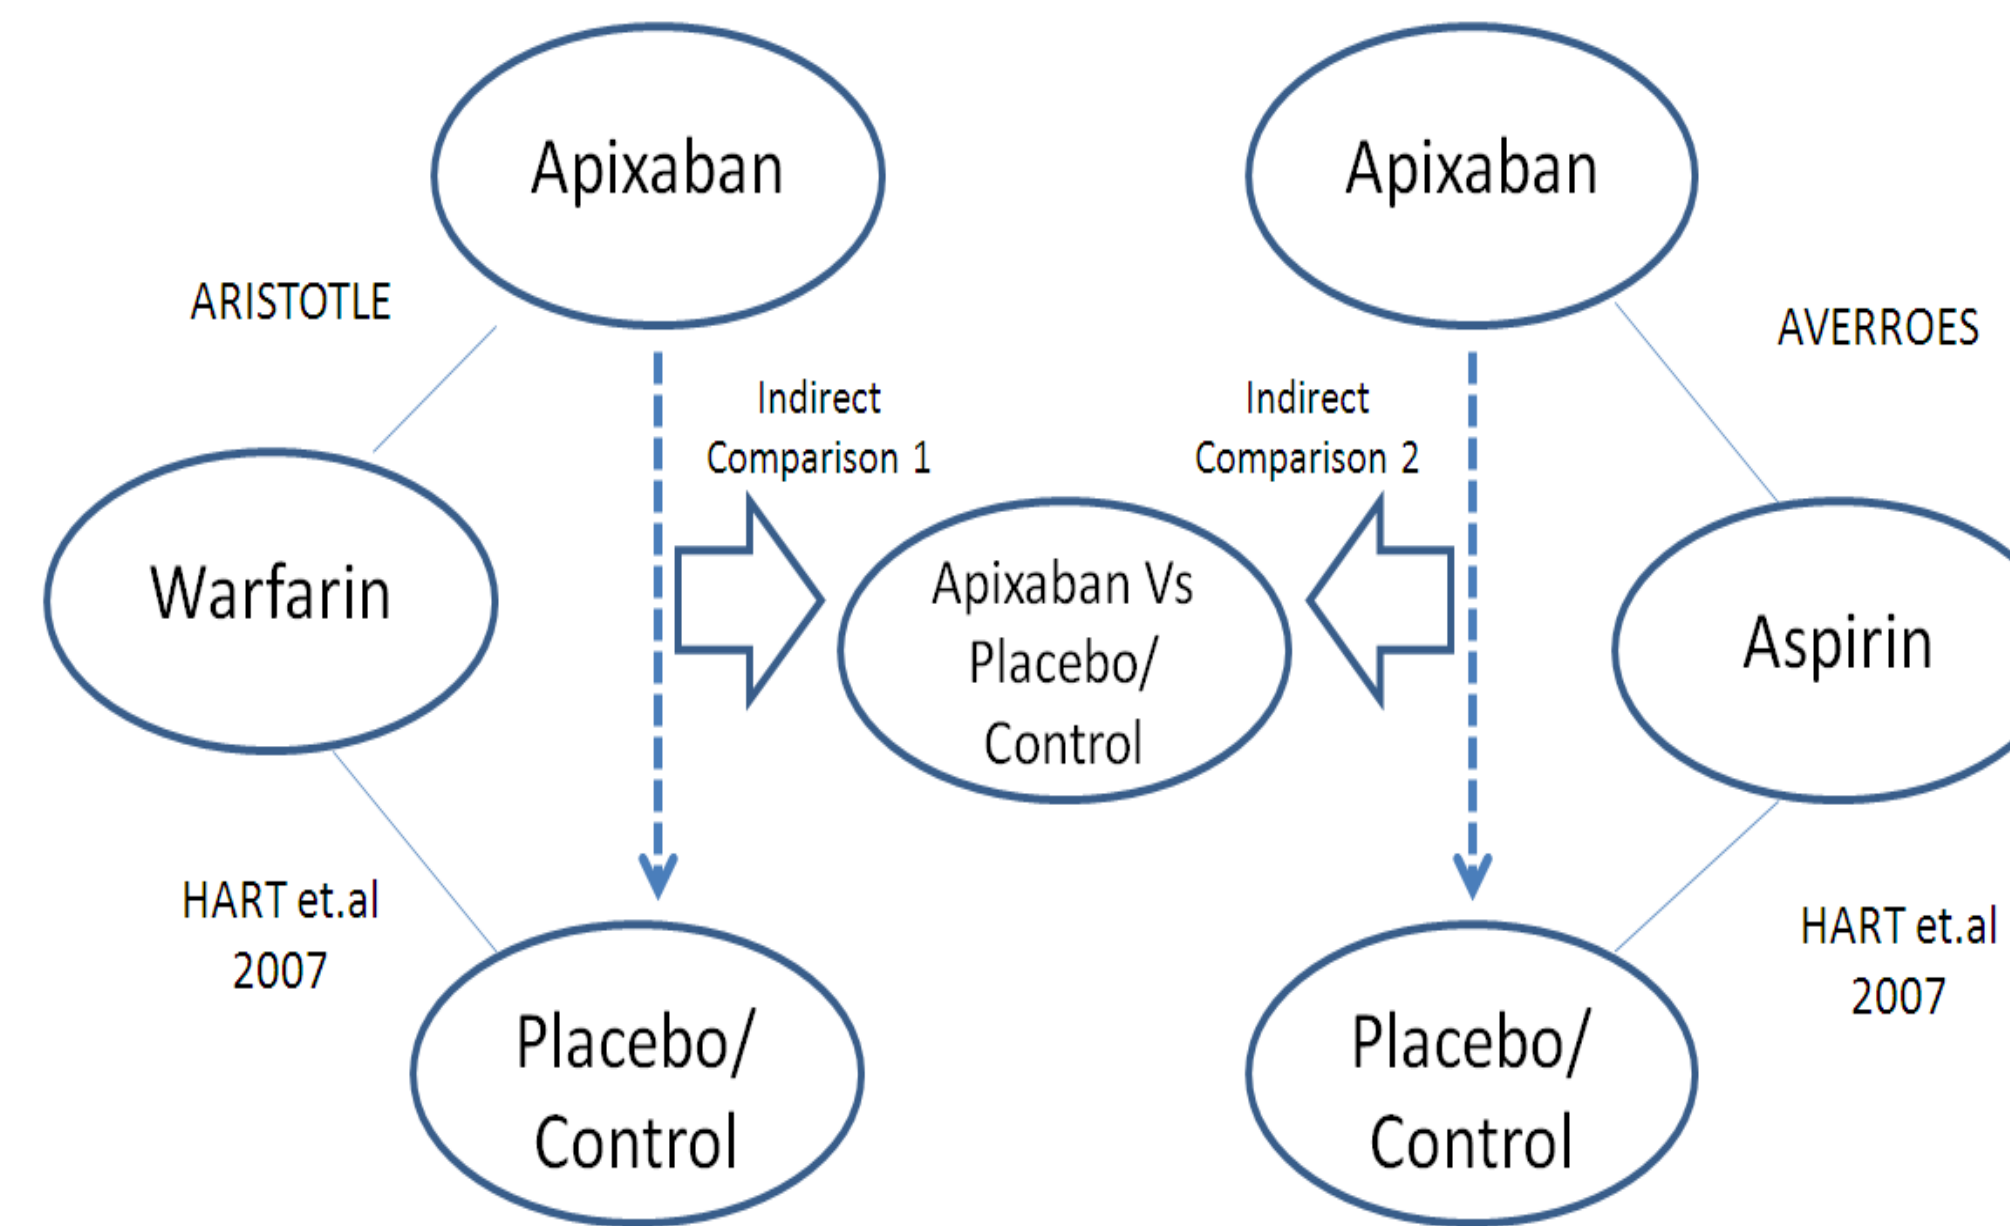 Apixaban
Apixaban
ARISTOTLE
AVERROES
Indirect
Comparison 1
Indirect
Comparison 2
Warfarin
Apixaban Vs
Placebo/
Control
Aspirin
HART et.al
2007
HART et.al
2007
Placebo/
Control
Placebo/
Control